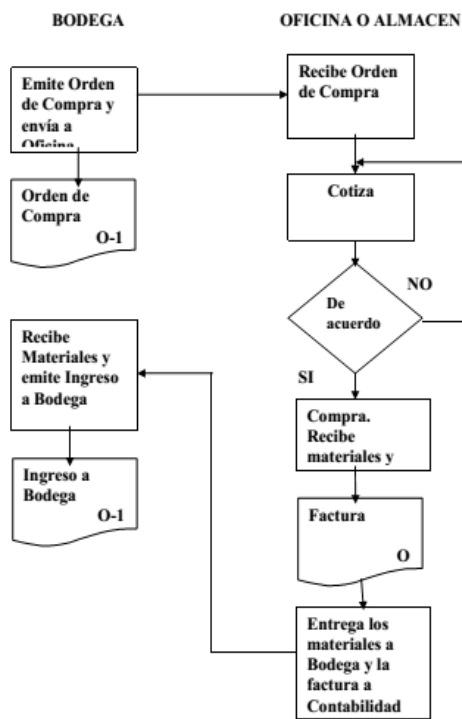 BODEGA
OFICINA O ALMACEN
Emite Orden
de Compra y
envía a
Oficina
Recibe Orden
de Compra
Orden de
Compra
O-1
Cotiza
De
acuerdo
NO
SI
Recibe
Materiales y
emite Ingreso
a Bodega
Compra.
Recibe
materiales y
Ingreso a
Bodega
O-1
Factura
O
Entrega los
materiales a
Bodega y la
factura a
Contabilidad